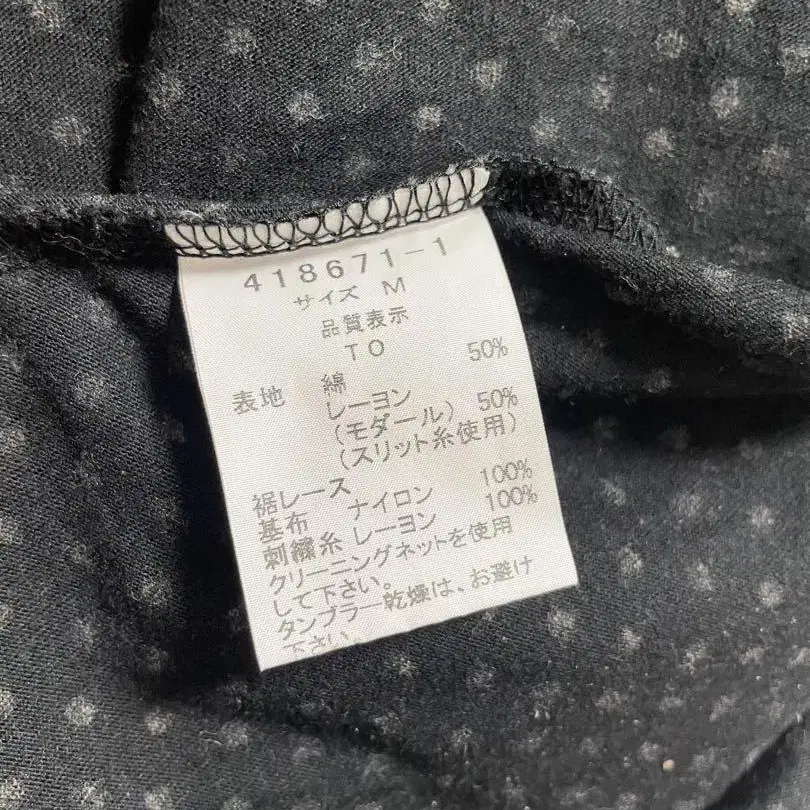 418671-1
サイズ M
品質表示
TO
表地 綿 50%
レーヨン
(モダール) 50%
(スリット糸使用)
裾レース
基布 ナイロン 100%
刺繍糸 レーヨン 100%
クリーニングネットを使用
して下さい。
タンブラー乾燥は、お避け
下さい。